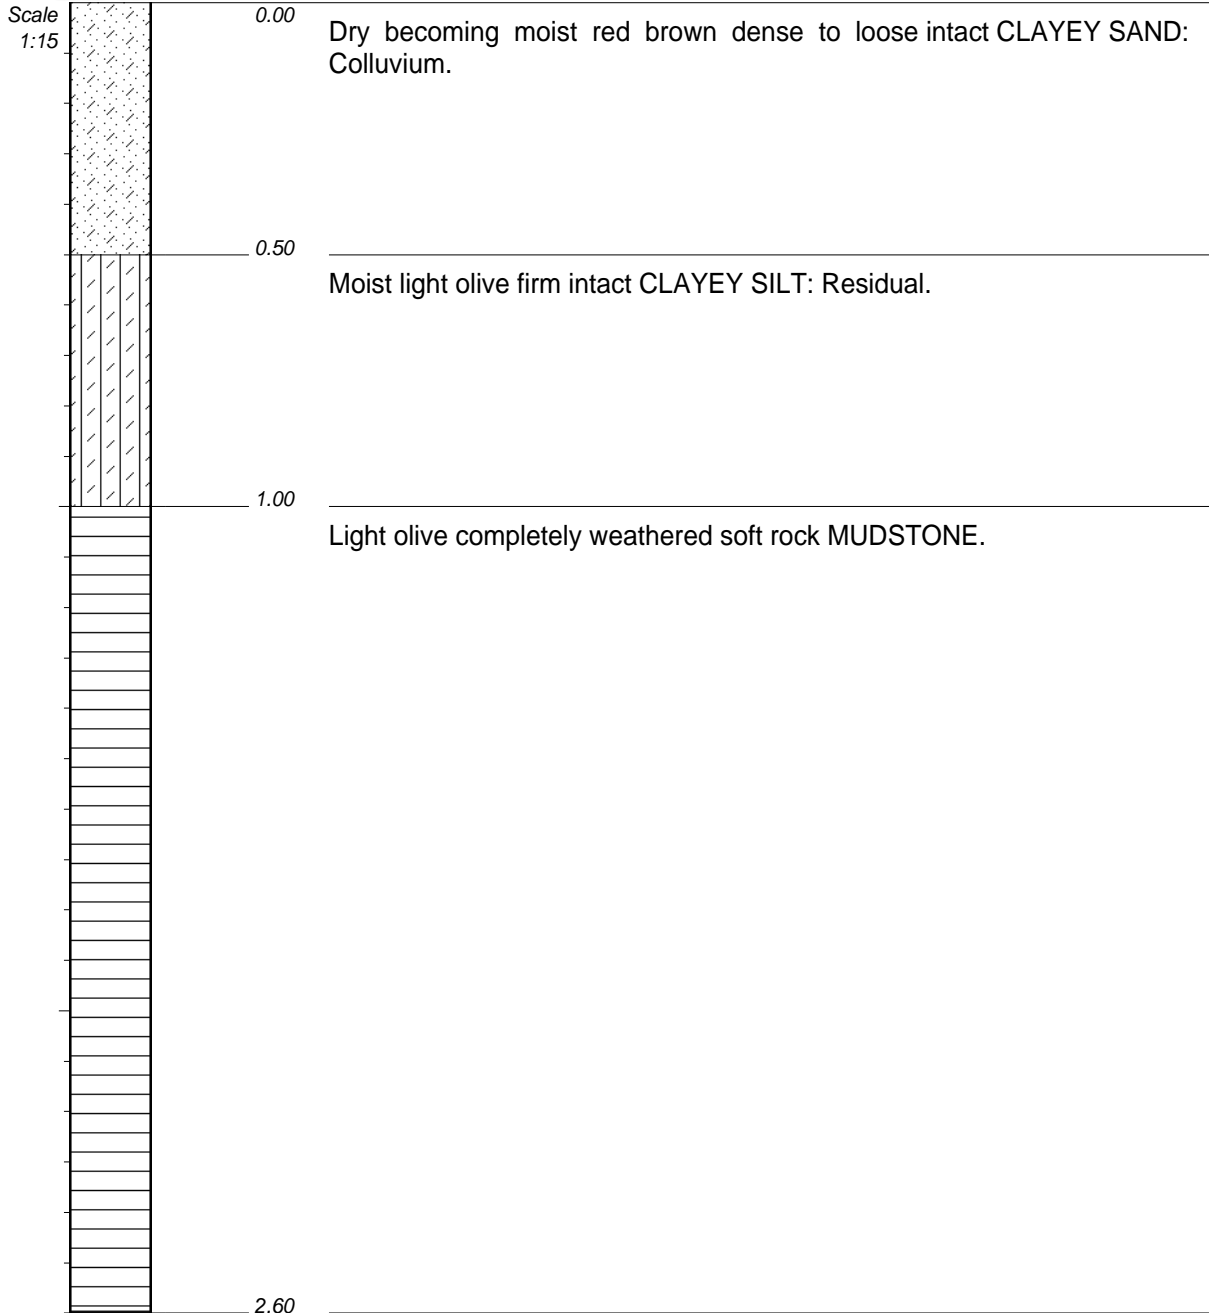 Scale
1:15
0.00
Dry becoming moist red brown dense to loose intact CLAYEY SAND:
Colluvium.
0.50
Moist light olive firm intact CLAYEY SILT: Residual.
1.00
Light olive completely weathered soft rock MUDSTONE.
2.60